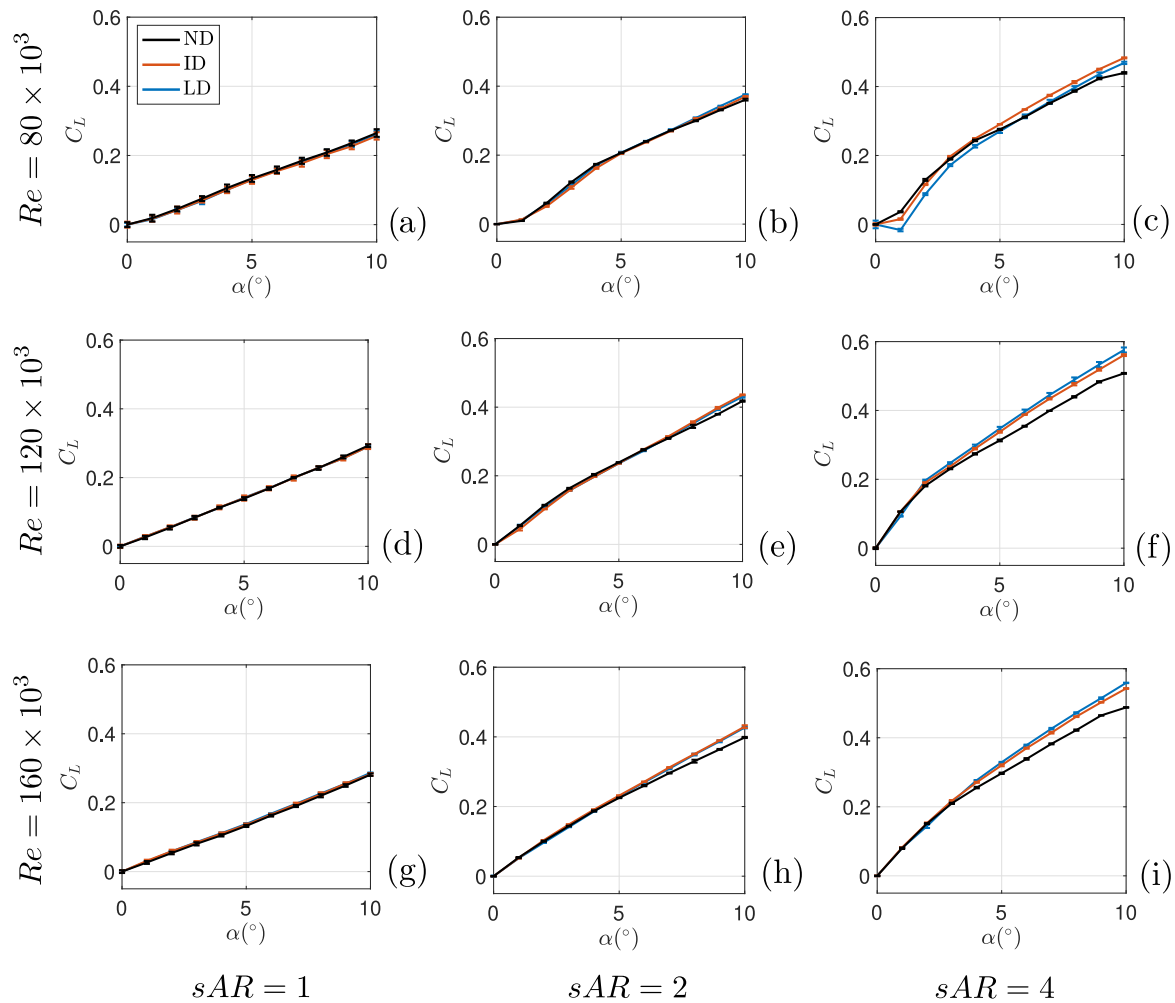 Re = 80 × 10³
0.6
0.4
0.2
0
C_L
ND
ID
LD
0 5 10
α(°)
(a)
0.6
0.4
0.2
0
C_L
0 5 10
α(°)
(b)
0.6
0.4
0.2
0
C_L
0 5 10
α(°)
(c)
Re = 120 × 10³
0.6
0.4
0.2
0
C_L
0 5 10
α(°)
(d)
0.6
0.4
0.2
0
C_L
0 5 10
α(°)
(e)
0.6
0.4
0.2
0
C_L
0 5 10
α(°)
(f)
Re = 160 × 10³
0.6
0.4
0.2
0
C_L
0 5 10
α(°)
(g)
0.6
0.4
0.2
0
C_L
0 5 10
α(°)
(h)
0.6
0.4
0.2
0
C_L
0 5 10
α(°)
(i)
sAR = 1
sAR = 2
sAR = 4